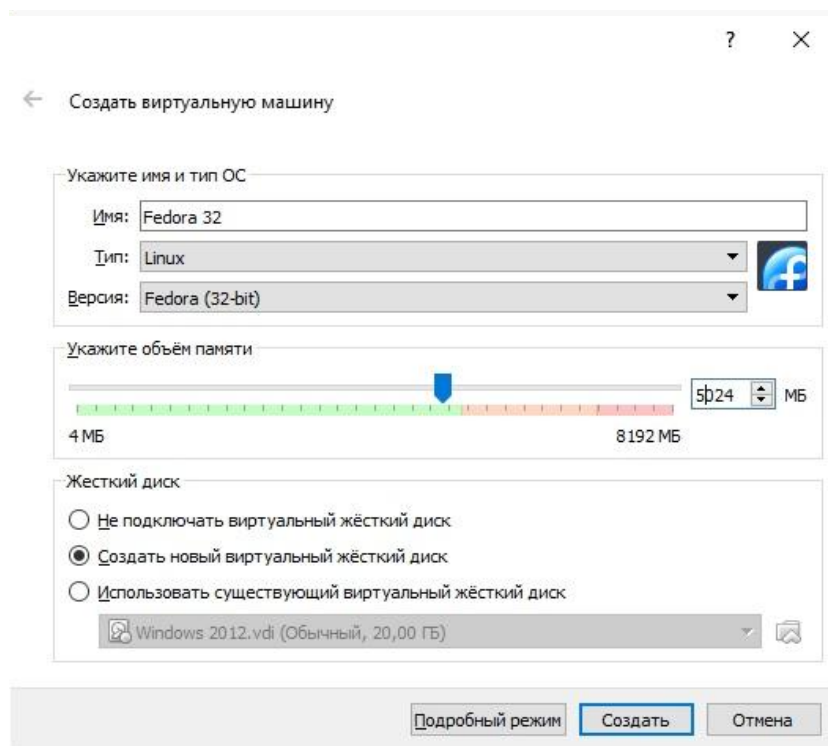 ?
Создать виртуальную машину
Укажите имя и тип ОС
Имя: Fedora 32
Тип: Linux
Версия: Fedora (32-bit)
Укажите объём памяти
5024 МБ
4 МБ 8192 МБ
Жесткий диск
Не подключать виртуальный жёсткий диск
Создать новый виртуальный жёсткий диск
Использовать существующий виртуальный жёсткий диск
Windows 2012.vdi (Обычный, 20,00 ГБ)
Подробный режим Создать Отмена